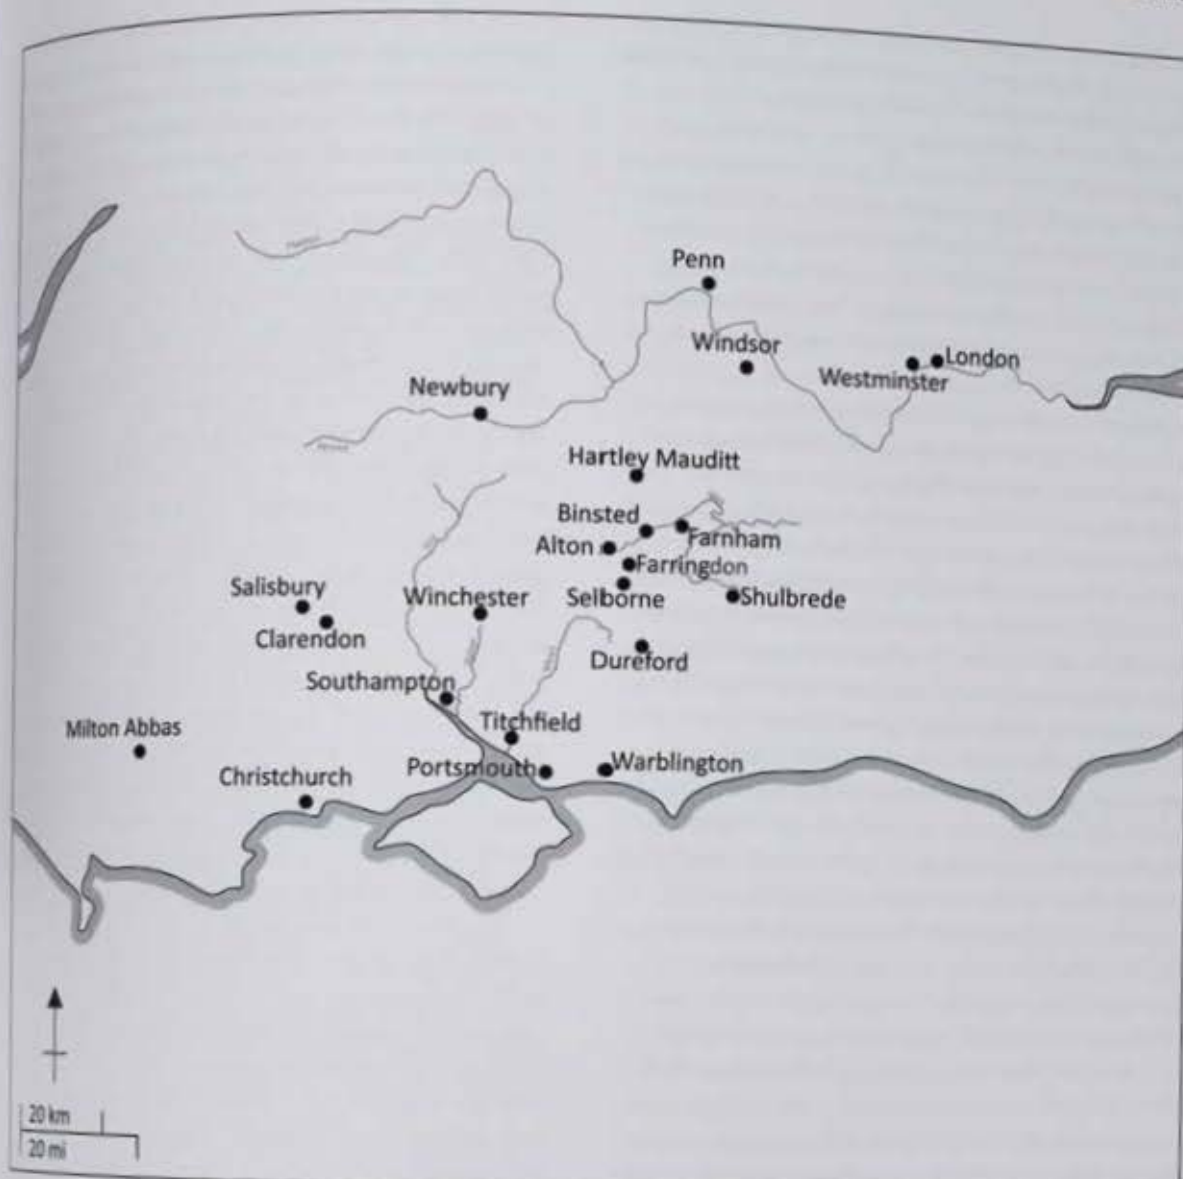 Penn
Windsor
London
Westminster
Newbury
Hartley Mauditt
Binsted
Farnham
Alton
Farringdon
Salisbury
Winchester
Selborne
Shulbrede
Clarendon
Dureford
Southampton
Titchfield
Milton Abbas
Portsmouth
Warblington
Christchurch
20 km
20 mi